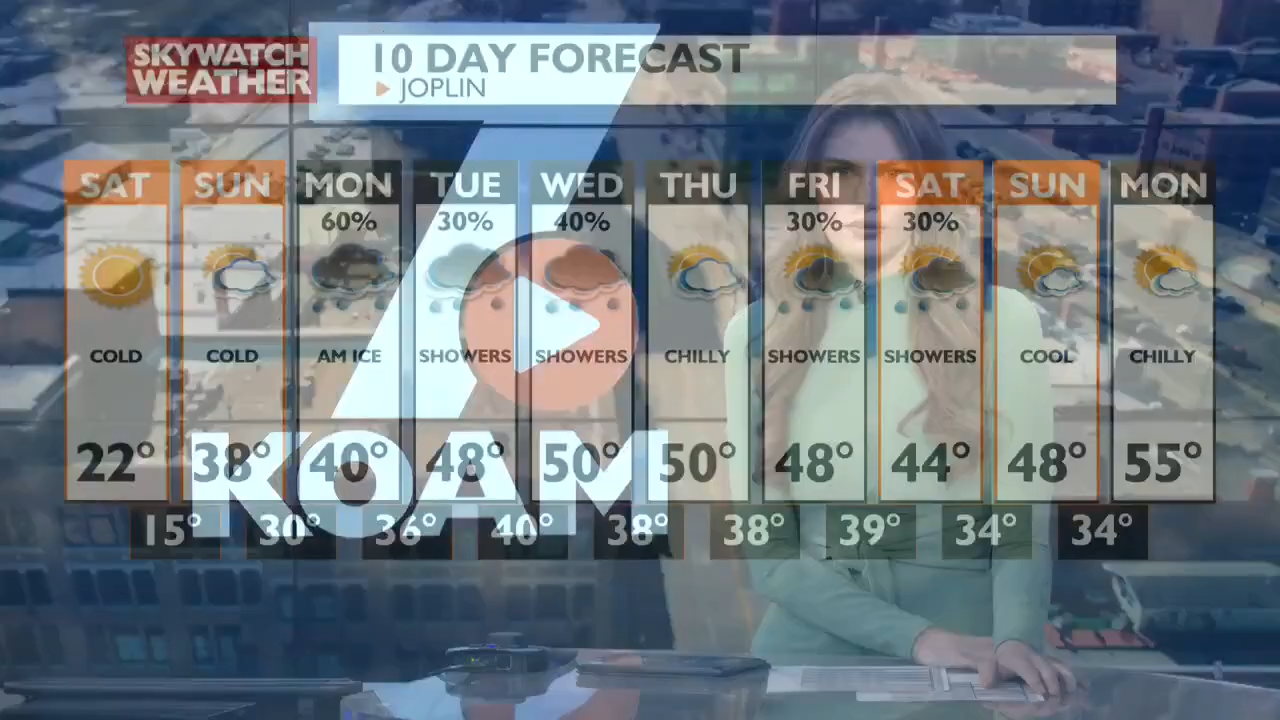 SKYWATCH
WEATHER
10 DAY FORECAST
JOPLIN
SAT SUN MON TUE WED THU FRI SAT SUN MON
60% 30% 40% 30% 30%
COLD COLD AM ICE SHOWERS SHOWERS CHILLY SHOWERS SHOWERS COOL CHILLY
22° 38° 40° 48° 50° 50° 48° 44° 48° 55°
15° 30° 36° 40° 38° 38° 39° 34° 34°
7
KOAM